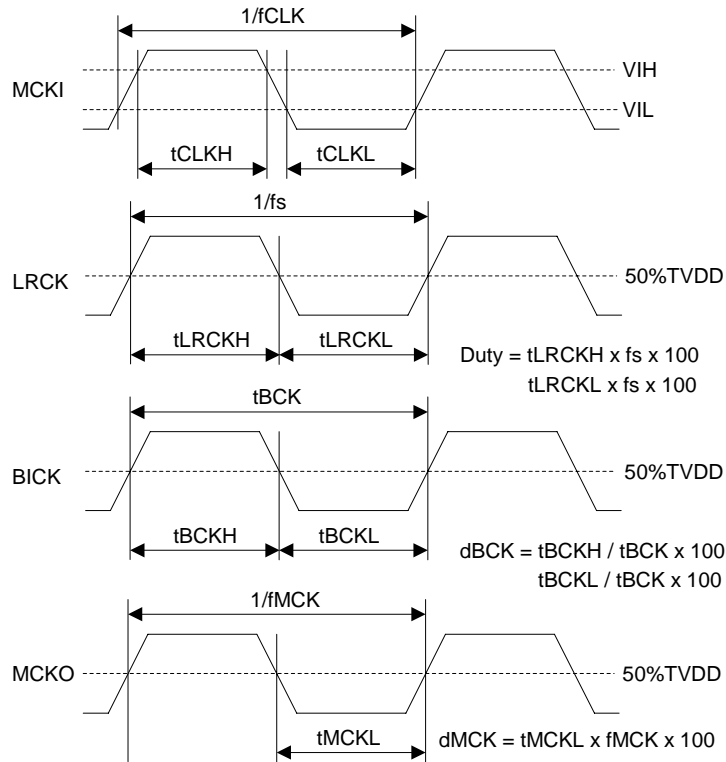 1/fCLK
MCKI
VIH
VIL
tCLKH
tCLKL
1/fs
LRCK
50%TVDD
tLRCKH
tLRCKL
Duty = tLRCKH x fs x 100
tLRCKL x fs x 100
tBCK
BICK
50%TVDD
tBCKH
tBCKL
dBCK = tBCKH / tBCK x 100
tBCKL / tBCK x 100
1/fMCK
MCKO
50%TVDD
tMCKL
dMCK = tMCKL x fMCK x 100